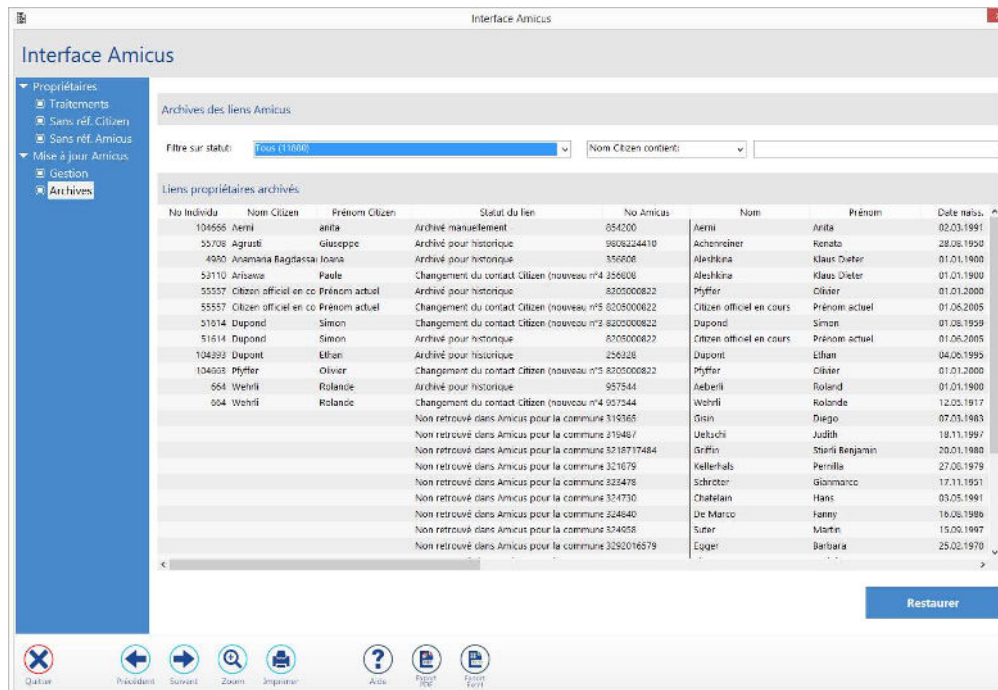 Interface Amicus
Interface Amicus
Propriétaires
Traitements
Sans réf. Citizen
Sans réf. Amicus
Mise à jour Amicus
Gestion
Archives
Archives des liens Amicus
Filtre sur statut: Tous (11880) Nom Citizen contient:
Liens propriétaires archivés
No Individu Nom Citizen Prénom Citizen Statut du lien No Amicus Nom Prénom Date naiss.
104666 Aerni anita Archivé manuellement 854200 Aerni Anita 02.03.1991
55708 Agrusti Giuseppe Archivé pour historique 9808224410 Achenreiner Renata 28.08.1950
4980 Anamaria Bagdassar Joana Archivé pour historique 356808 Aleshkina Klaus Dieter 01.01.1900
53110 Arisawa Paule Changement du contact Citizen (nouveau n°4 356808 Aleshkina Klaus Dieter 01.01.1900
55557 Citizen officiel en co Prénom actuel Archivé pour historique 8205000822 Pfyffer Olivier 01.01.2000
55557 Citizen officiel en co Prénom actuel Changement du contact Citizen (nouveau n°5 8205000822 Citizen officiel en cours Prénom actuel 01.06.2005
51614 Dupond Simon Changement du contact Citizen (nouveau n°3 8205000822 Dupond Simon 01.08.1959
51614 Dupond Simon Archivé pour historique 8205000822 Citizen officiel en cours Prénom actuel 01.06.2005
104393 Dupont Ethan Archivé pour historique 256328 Dupont Ethan 04.06.1995
104663 Pfyffer Olivier Changement du contact Citizen (nouveau n°5 8205000822 Pfyffer Olivier 01.01.2000
664 Wehrli Rolande Archivé pour historique 957544 Aeberli Roland 01.01.1900
664 Wehrli Rolande Changement du contact Citizen (nouveau n°4 957544 Wehrli Rolande 12.05.1917
Non retrouvé dans Amicus pour la commune 319365 Gisin Diego 07.03.1983
Non retrouvé dans Amicus pour la commune 319487 Ueltschi Judith 18.11.1997
Non retrouvé dans Amicus pour la commune 3218717484 Griffin Stierli Benjamin 20.01.1980
Non retrouvé dans Amicus pour la commune 321879 Kellerhals Pernilla 27.08.1979
Non retrouvé dans Amicus pour la commune 323478 Schröter Gianmarco 17.11.1951
Non retrouvé dans Amicus pour la commune 324730 Chatelain Hans 03.05.1991
Non retrouvé dans Amicus pour la commune 324840 De Marco Fanny 16.08.1986
Non retrouvé dans Amicus pour la commune 324958 Suter Martin 15.09.1997
Non retrouvé dans Amicus pour la commune 3292016579 Egger Barbara 25.02.1970
Restaurer
Quitter Précédent Suivant Zoom Imprimer Aide Export PDF Export Excel